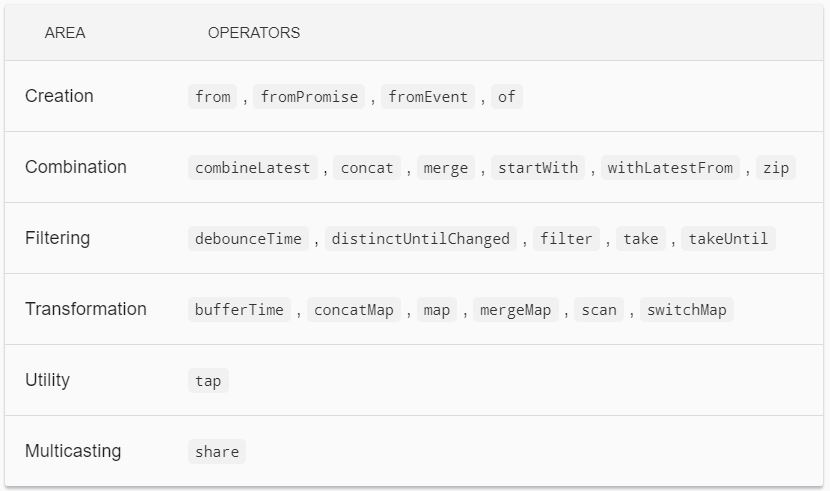 AREA OPERATORS
Creation from , fromPromise , fromEvent , of
Combination combineLatest , concat , merge , startWith , withLatestFrom , zip
Filtering debounceTime , distinctUntilChanged , filter , take , takeUntil
Transformation bufferTime , concatMap , map , mergeMap , scan , switchMap
Utility tap
Multicasting share